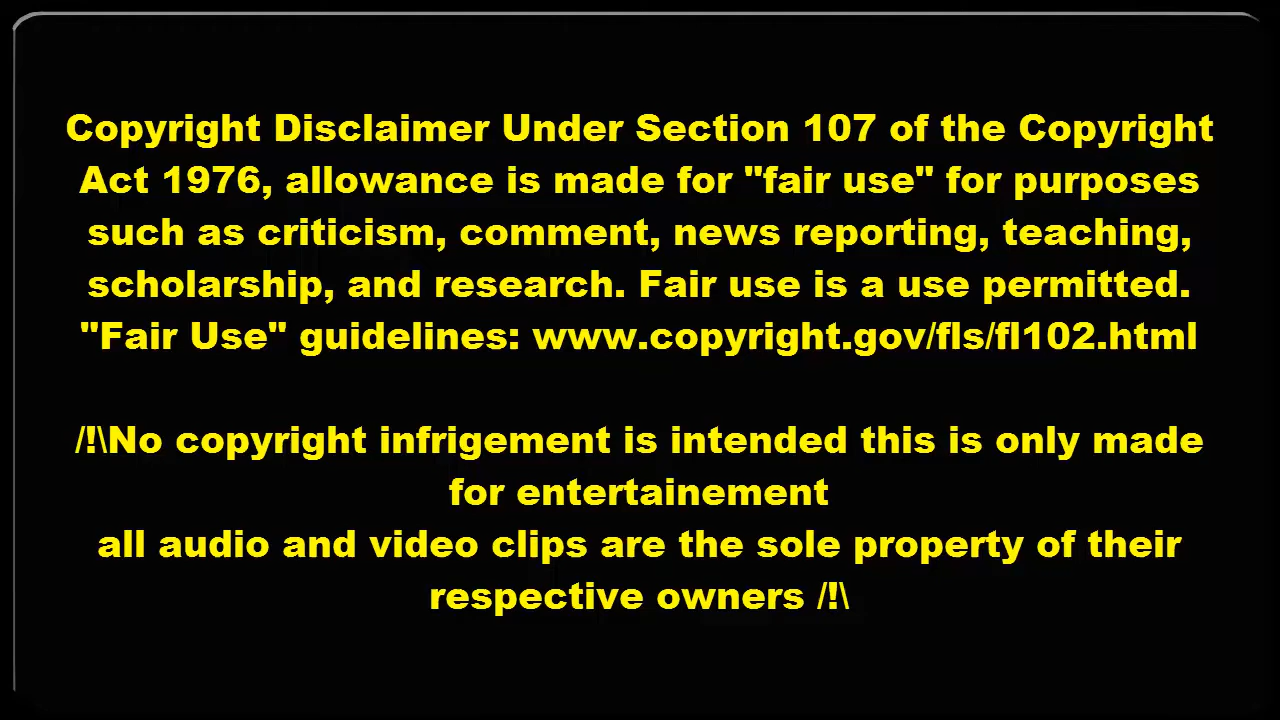 Copyright Disclaimer Under Section 107 of the Copyright
Act 1976, allowance is made for "fair use" for purposes
such as criticism, comment, news reporting, teaching,
scholarship, and research. Fair use is a use permitted.
"Fair Use" guidelines: www.copyright.gov/fls/fl102.html
/!\No copyright infrigement is intended this is only made
for entertainement
all audio and video clips are the sole property of their
respective owners /!\